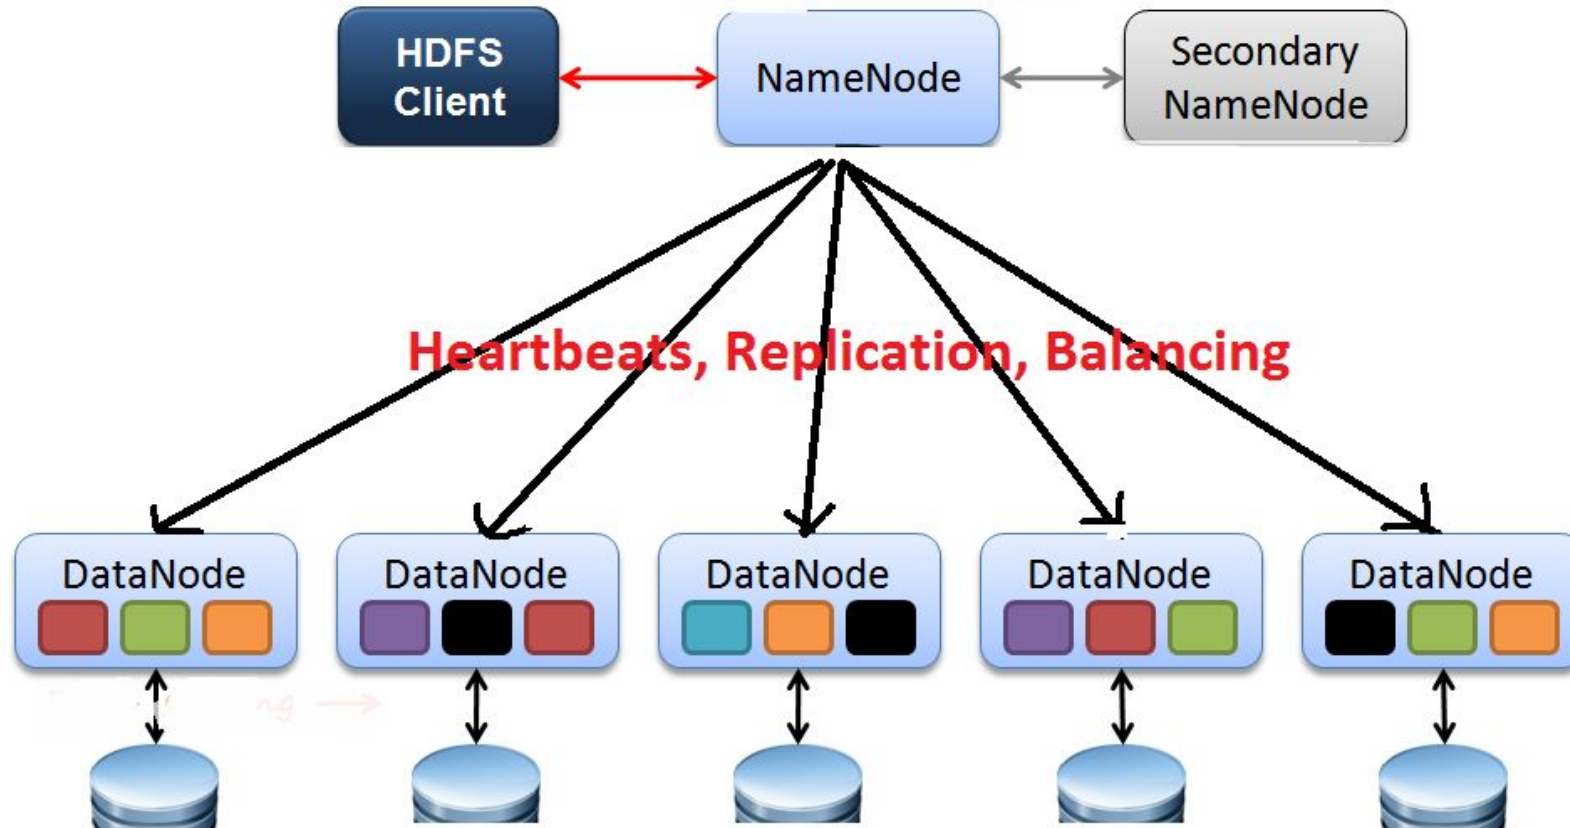 HDFS
Client
NameNode
Secondary
NameNode
Heartbeats, Replication, Balancing
DataNode
DataNode
DataNode
DataNode
DataNode